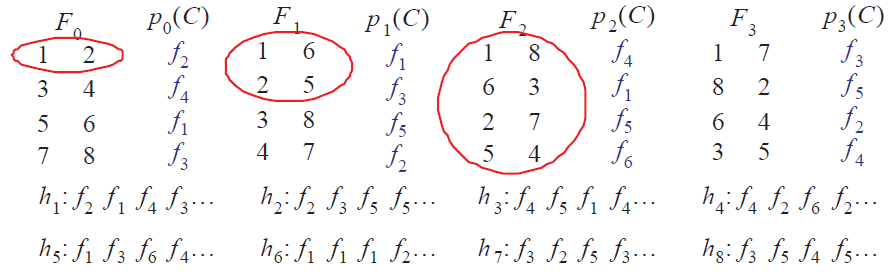 F₀ p₀(C) F₁ p₁(C) F₂ p₂(C) F₃ p₃(C)
1 2 f₂ 1 6 f₁ 1 8 f₄ 1 7 f₃
3 4 f₄ 2 5 f₃ 6 3 f₁ 8 2 f₅
5 6 f₁ 3 8 f₅ 2 7 f₅ 6 4 f₂
7 8 f₃ 4 7 f₂ 5 4 f₆ 3 5 f₄
h₁: f₂ f₁ f₄ f₃… h₂: f₂ f₃ f₅ f₅… h₃: f₄ f₅ f₁ f₄… h₄: f₄ f₂ f₆ f₂…
h₅: f₁ f₃ f₆ f₄… h₆: f₁ f₁ f₁ f₂… h₇: f₃ f₂ f₅ f₃… h₈: f₃ f₅ f₄ f₅…